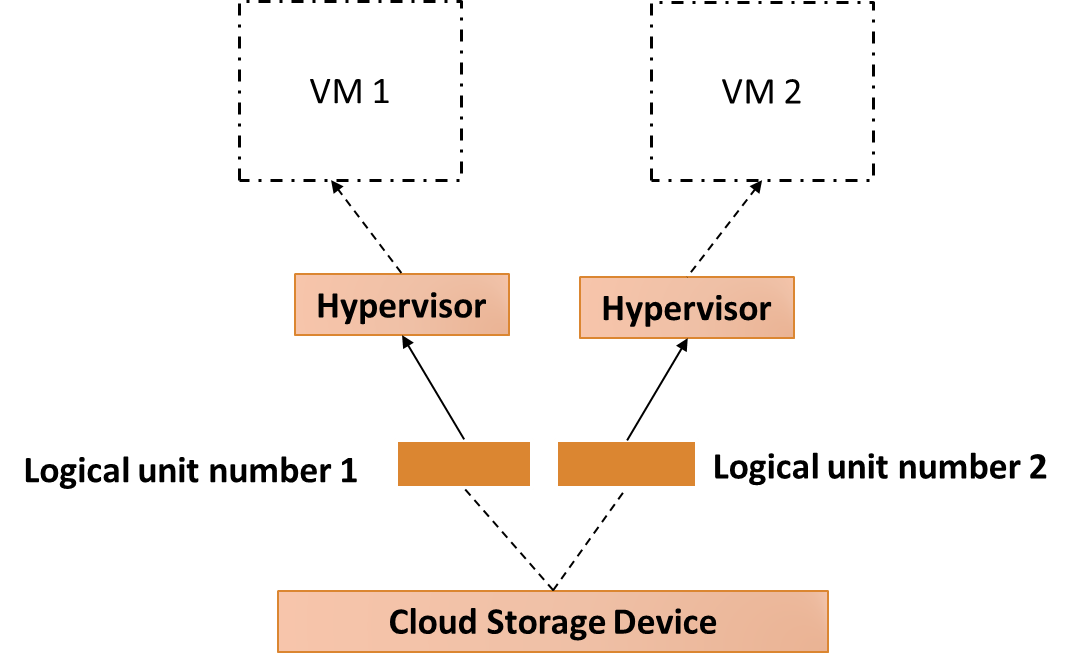 VM 1
VM 2
Hypervisor
Hypervisor
Logical unit number 1
Logical unit number 2
Cloud Storage Device